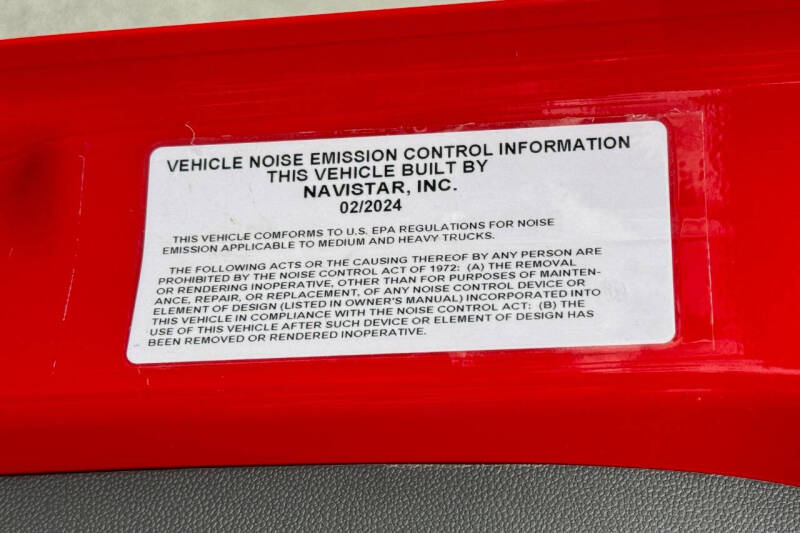 VEHICLE NOISE EMISSION CONTROL INFORMATION
THIS VEHICLE BUILT BY
NAVISTAR, INC.
02/2024
THIS VEHICLE COMFORMS TO U.S. EPA REGULATIONS FOR NOISE
EMISSION APPLICABLE TO MEDIUM AND HEAVY TRUCKS.
THE FOLLOWING ACTS OR THE CAUSING THEREOF BY ANY PERSON ARE
PROHIBITED BY THE NOISE CONTROL ACT OF 1972: (A) THE REMOVAL
OR RENDERING INOPERATIVE, OTHER THAN FOR PURPOSES OF MAINTEN-
ANCE, REPAIR, OR REPLACEMENT, OF ANY NOISE CONTROL DEVICE OR
ELEMENT OF DESIGN (LISTED IN OWNER'S MANUAL) INCORPORATED INTO
THIS VEHICLE IN COMPLIANCE WITH THE NOISE CONTROL ACT: (B) THE
USE OF THIS VEHICLE AFTER SUCH DEVICE OR ELEMENT OF DESIGN HAS
BEEN REMOVED OR RENDERED INOPERATIVE.